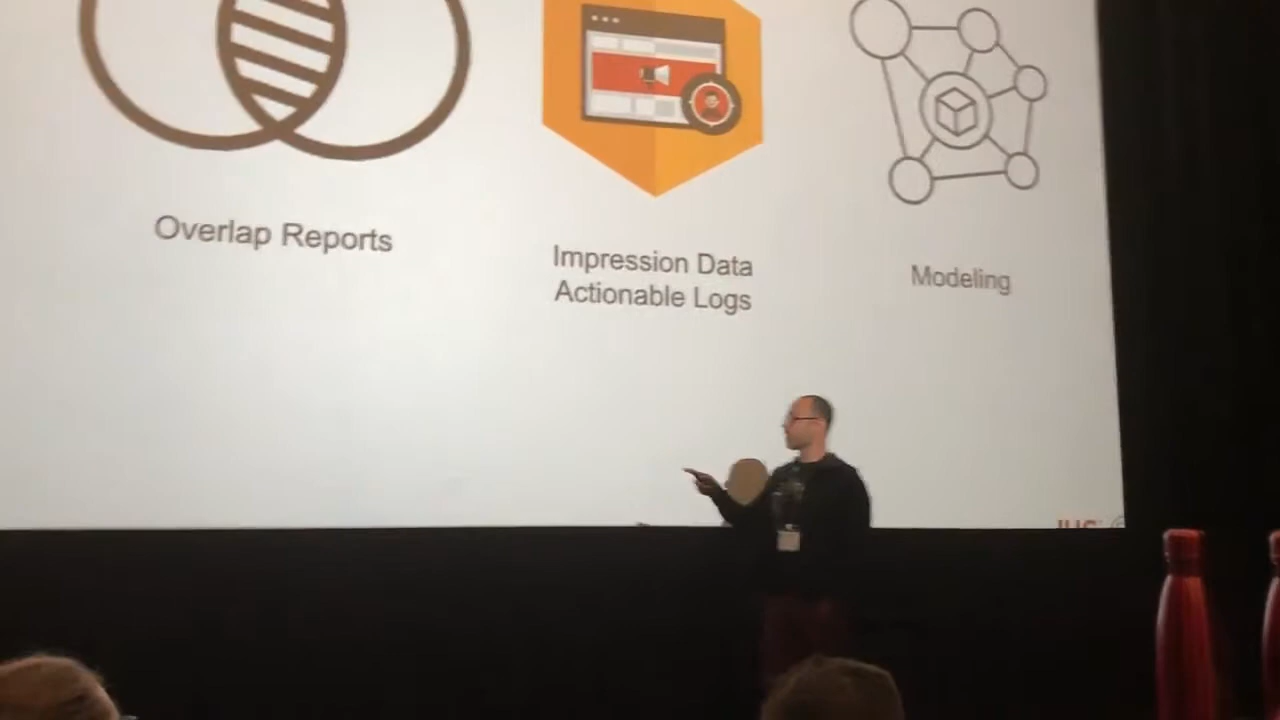 Overlap Reports
Impression Data
Actionable Logs
Modeling